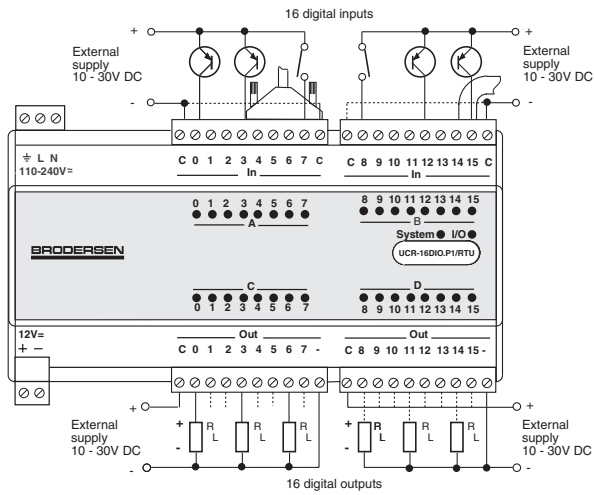 16 digital inputs
+ +
External supply 10 - 30V DC
External supply 10 - 30V DC
- -
⏚ L N
110-240V≂
C 0 1 2 3 4 5 6 7 C
In
C 8 9 10 11 12 13 14 15 C
In
0 1 2 3 4 5 6 7
A
8 9 10 11 12 13 14 15
B
System I/O
BRODERSEN
UCR-16DIO.P1/RTU
C
0 1 2 3 4 5 6 7
D
8 9 10 11 12 13 14 15
12V=
+ -
Out
C 0 1 2 3 4 5 6 7 -
Out
C 8 9 10 11 12 13 14 15 -
+ +
External supply 10 - 30V DC
+ R L R L R L
-
+ R L R L R L
-
External supply 10 - 30V DC
- -
16 digital outputs